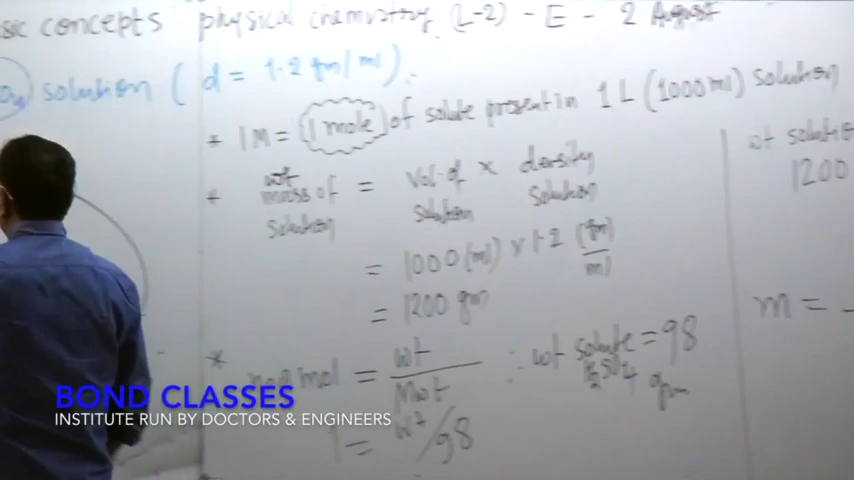 concepts physical chemistry (L-2) - E - 2 August
solution ( d = 1.2 gm/ml ).
* 1M = (1 mole) of solute present in 1 L (1000 ml) solution
* wt
mass of = vol. of × density
solution solution solution
= 1000 (ml) × 1.2 (gm)
ml
= 1200 gm
* mol = wt / Mwt ∴ wt solute = 98
H2SO4 gm
1 = wt/98
wt solution
1200
m = -
BOND CLASSES
INSTITUTE RUN BY DOCTORS & ENGINEERS